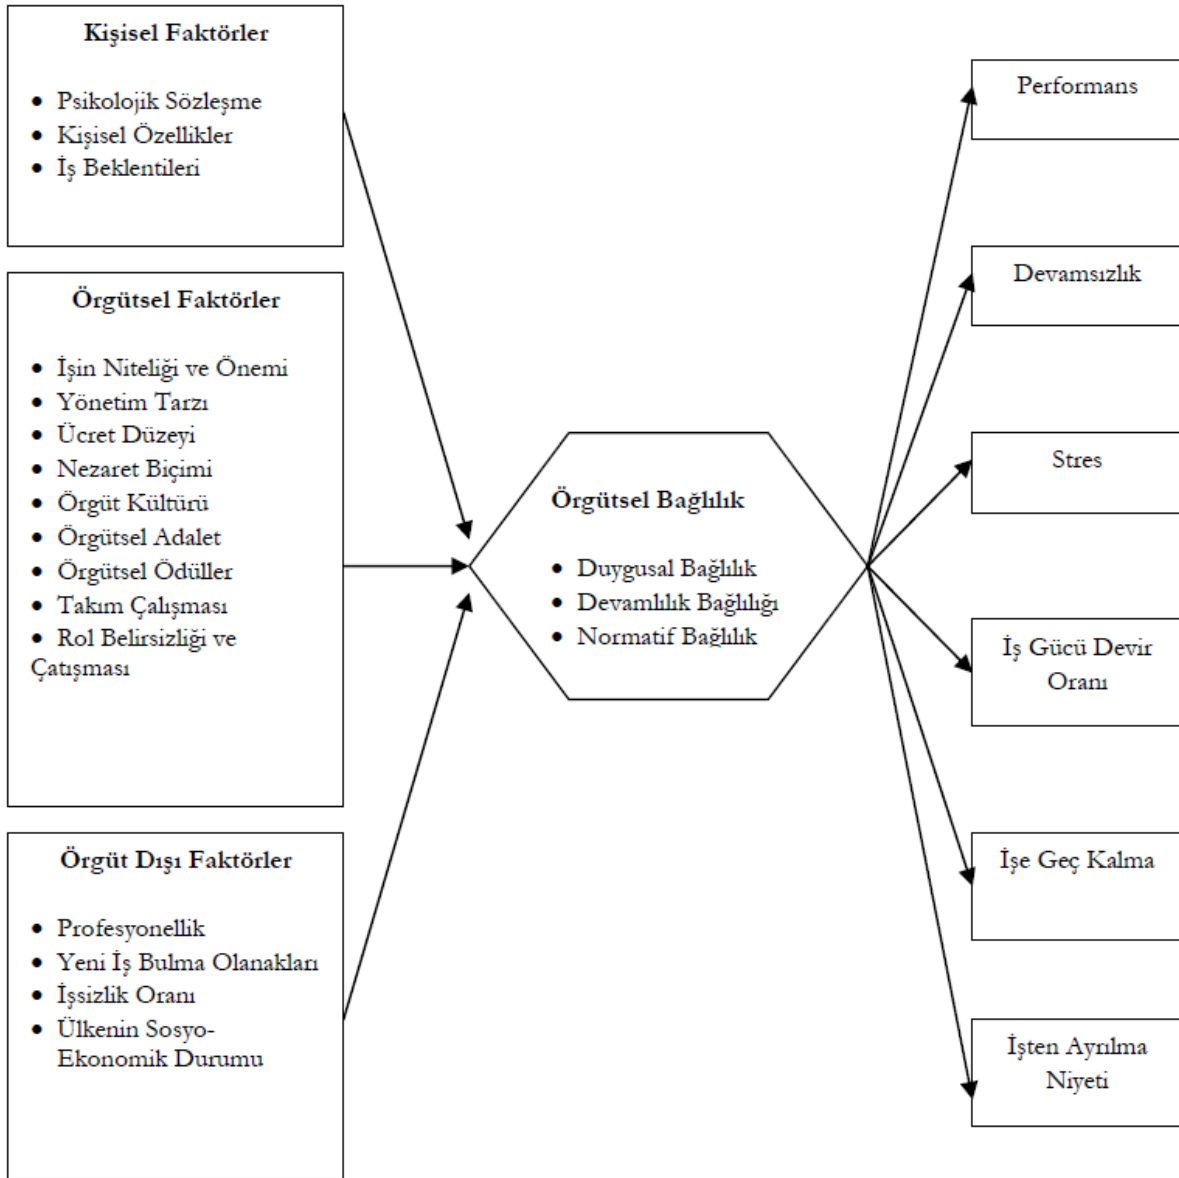 Kişisel Faktörler
• Psikolojik Sözleşme
• Kişisel Özellikler
• İş Beklentileri
Örgütsel Faktörler
• İşin Niteliği ve Önemi
• Yönetim Tarzı
• Ücret Düzeyi
• Nezaret Biçimi
• Örgüt Kültürü
• Örgütsel Adalet
• Örgütsel Ödüller
• Takım Çalışması
• Rol Belirsizliği ve
Çatışması
Örgüt Dışı Faktörler
• Profesyonellik
• Yeni İş Bulma Olanakları
• İşsizlik Oranı
• Ülkenin Sosyo-
Ekonomik Durumu
Örgütsel Bağlılık
• Duygusal Bağlılık
• Devamlılık Bağlılığı
• Normatif Bağlılık
Performans
Devamsızlık
Stres
İş Gücü Devir
Oranı
İşe Geç Kalma
İşten Ayrılma
Niyeti